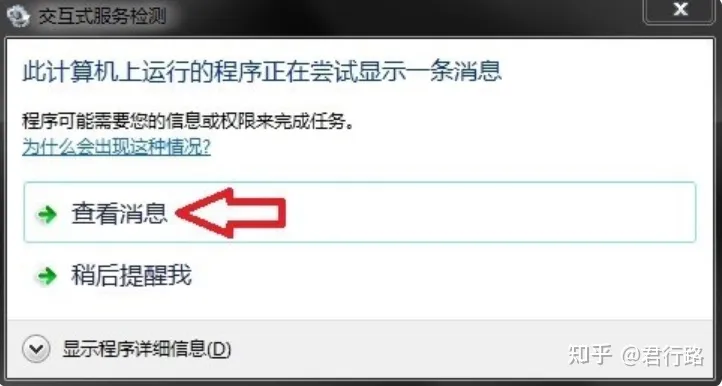 交互式服务检测
此计算机上运行的程序正在尝试显示一条消息
程序可能需要您的信息或权限来完成任务。
为什么会出现这种情况?
查看消息
稍后提醒我
显示程序详细信息(D)
知乎 @君行路